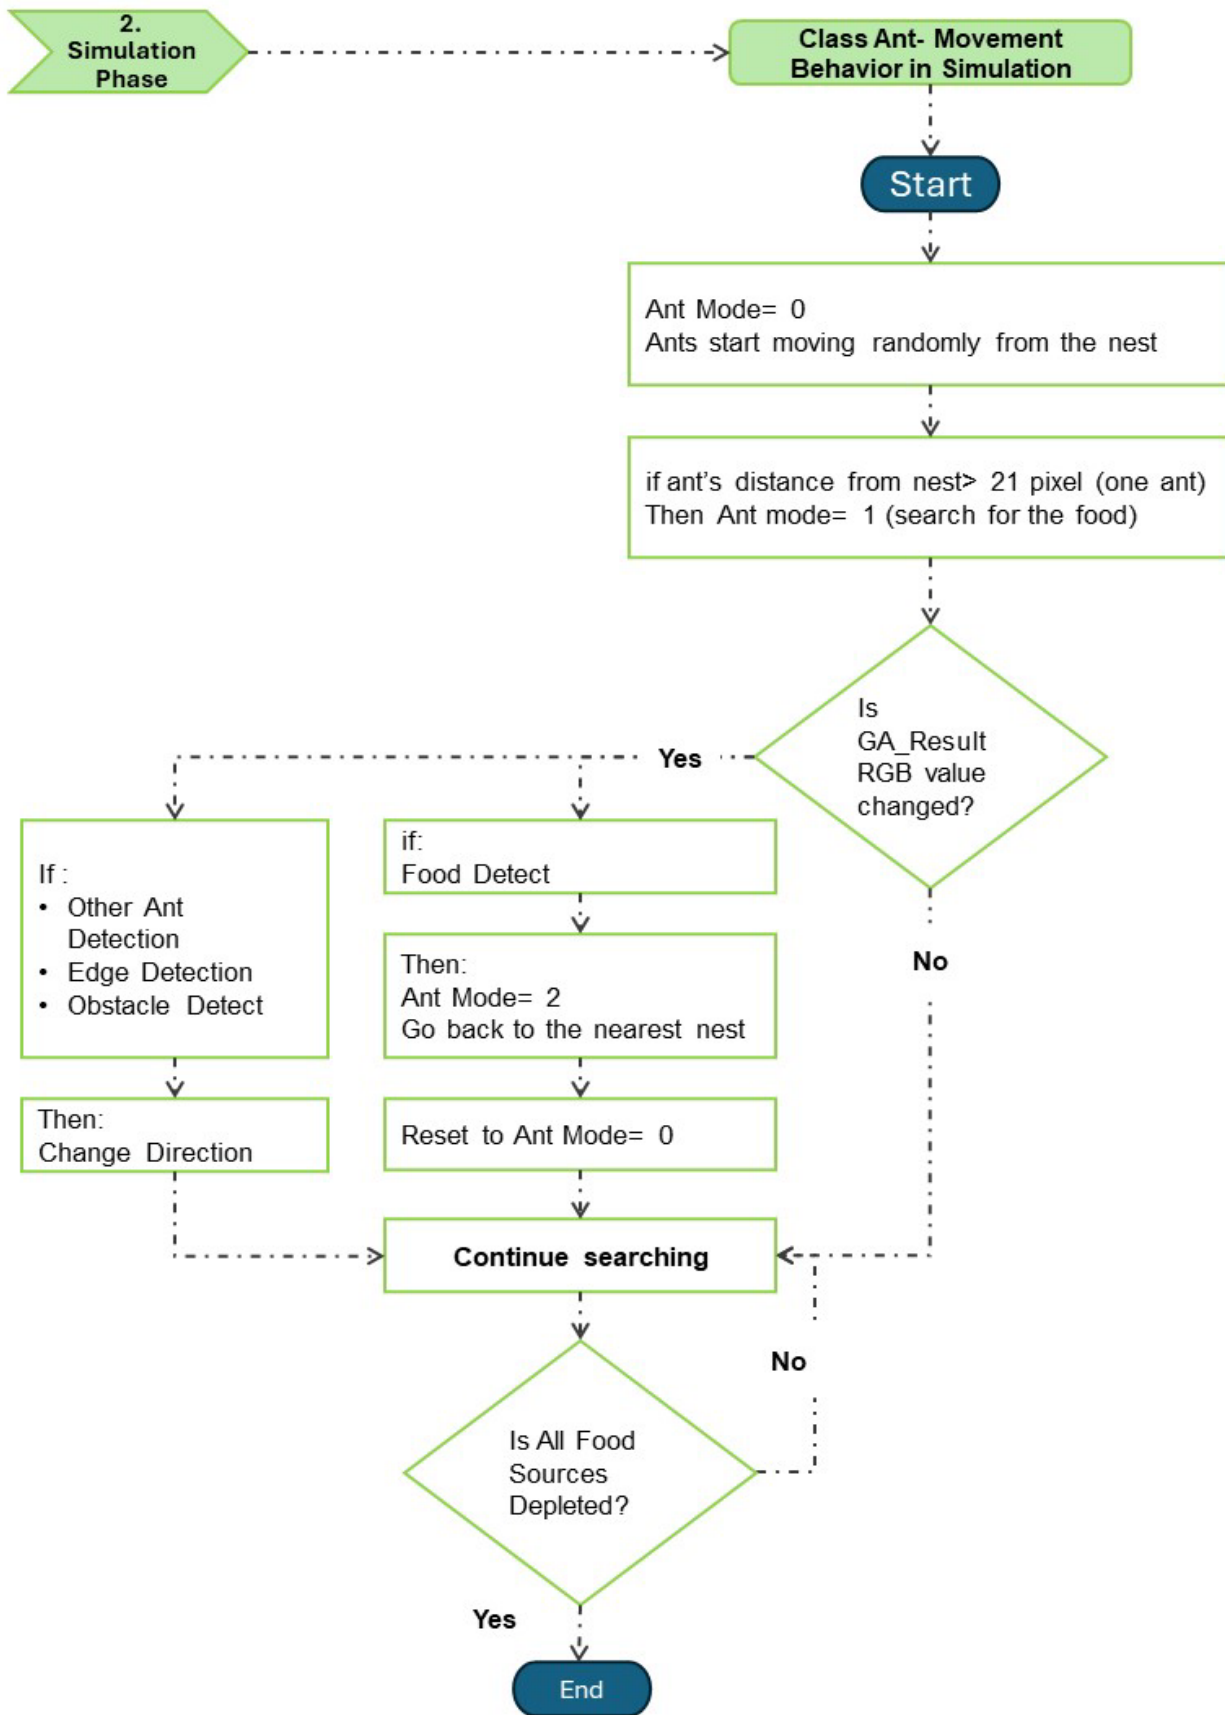 2.
Simulation
Phase
Class Ant- Movement
Behavior in Simulation
Start
Ant Mode= 0
Ants start moving randomly from the nest
if ant's distance from nest> 21 pixel (one ant)
Then Ant mode= 1 (search for the food)
Is
GA_Result
RGB value
changed?
Yes
If :
• Other Ant
Detection
• Edge Detection
• Obstacle Detect
Then:
Change Direction
if:
Food Detect
Then:
Ant Mode= 2
Go back to the nearest nest
Reset to Ant Mode= 0
No
Continue searching
No
Is All Food
Sources
Depleted?
Yes
End